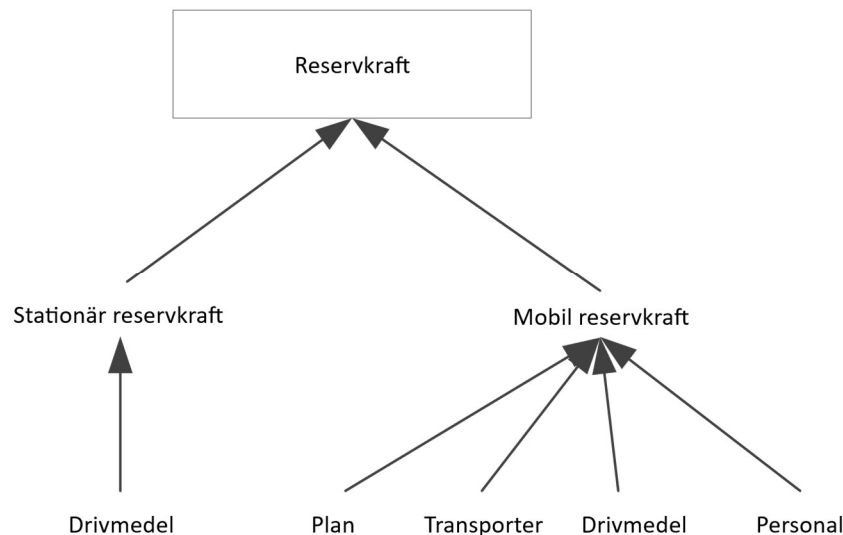 Reservkraft
Stationär reservkraft
Mobil reservkraft
Drivmedel
Plan
Transporter
Drivmedel
Personal